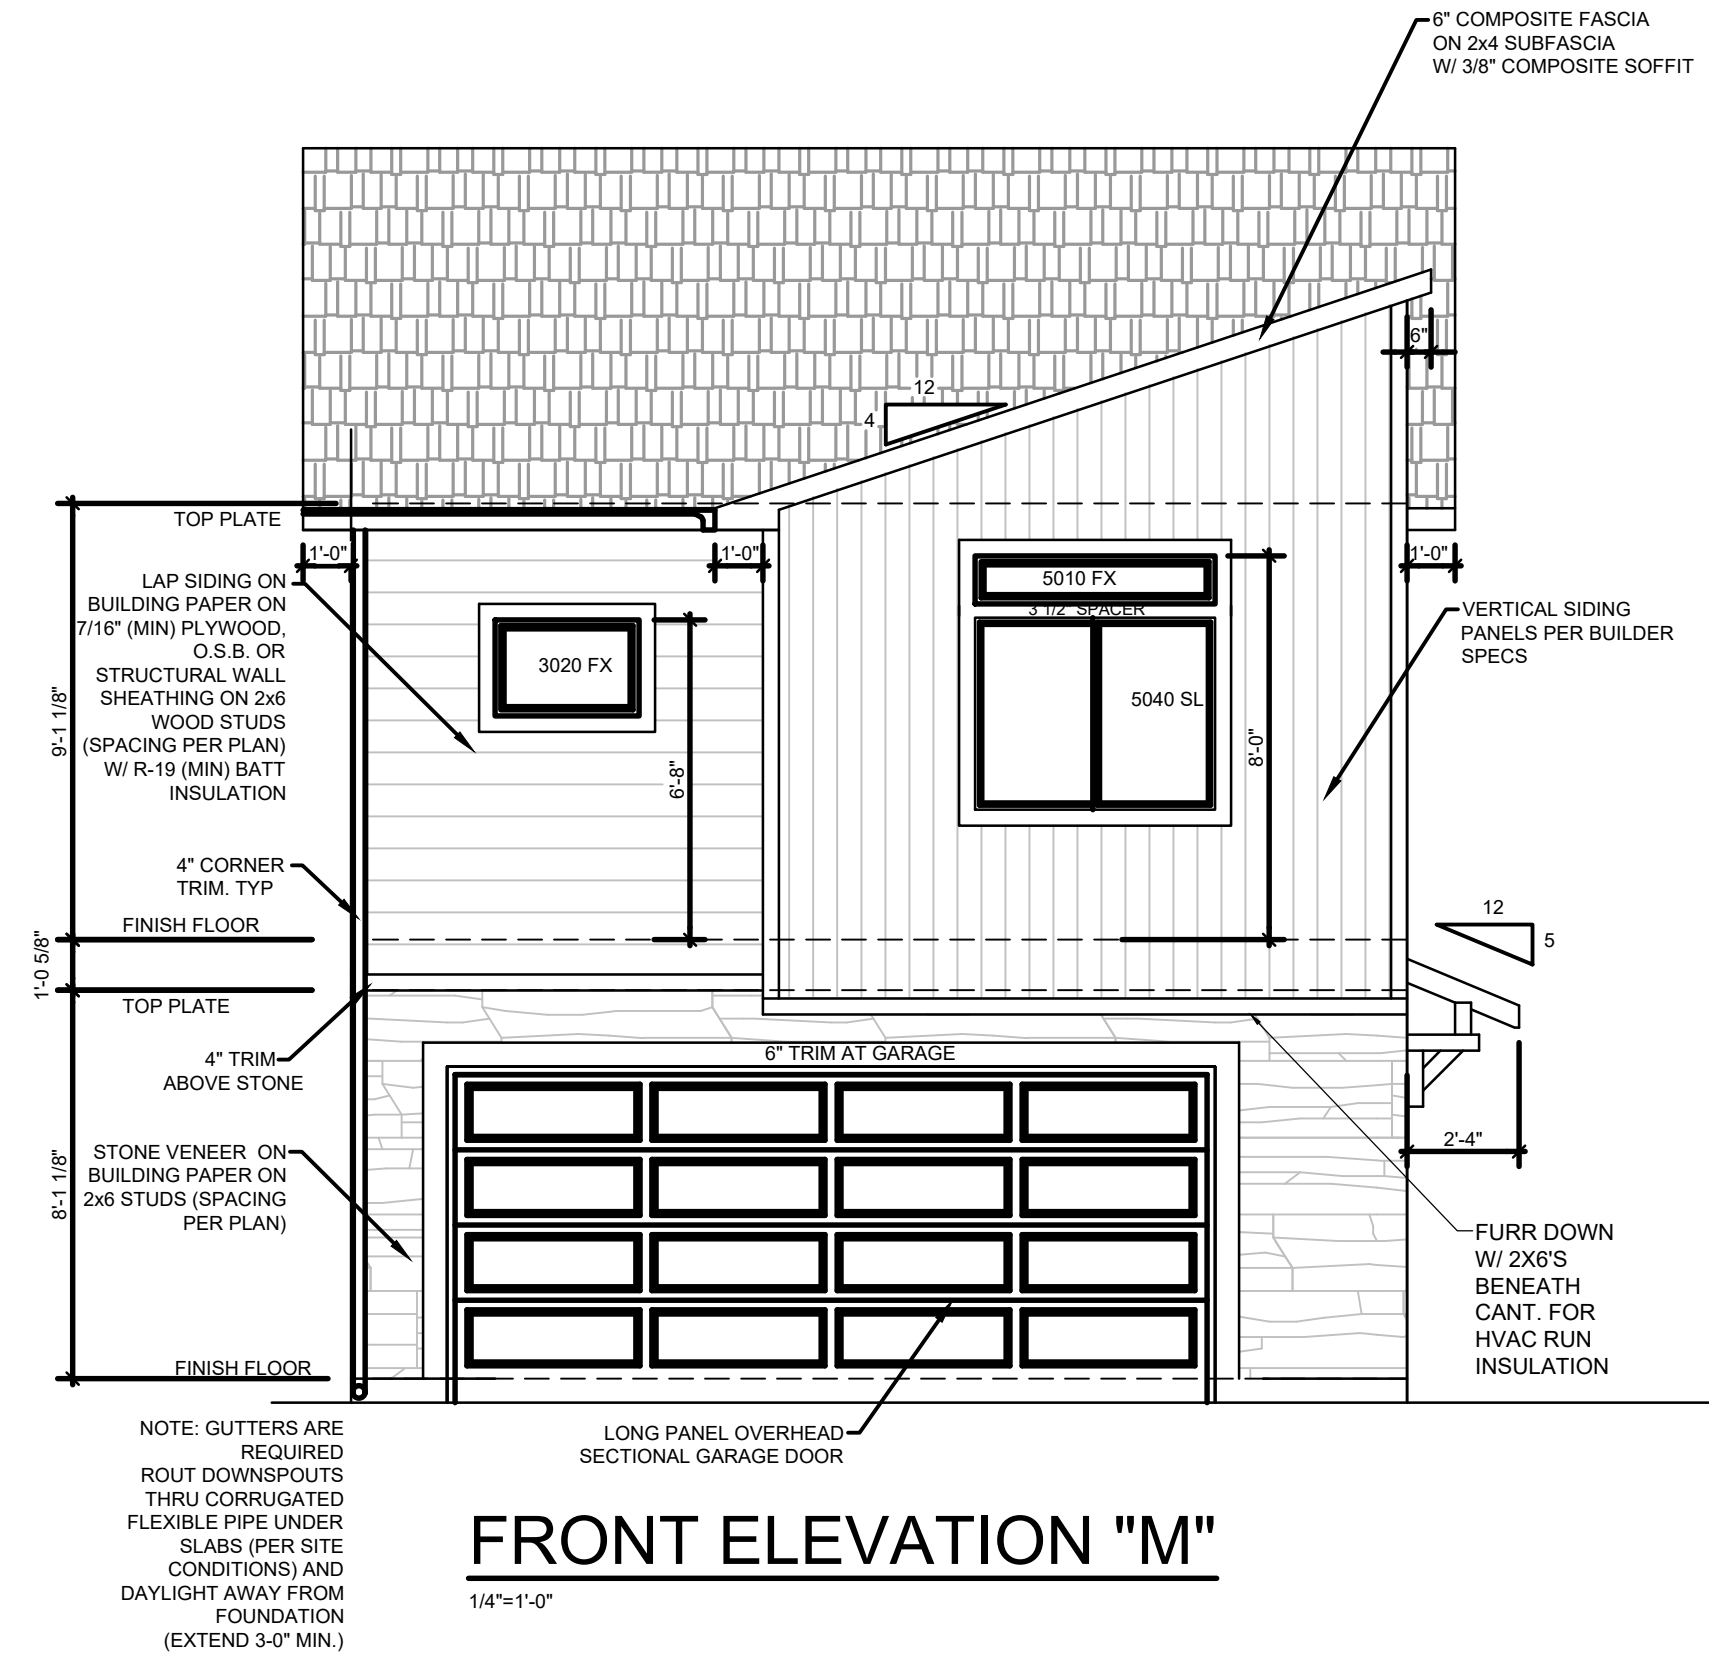 6" COMPOSITE FASCIA
ON 2x4 SUBFASCIA
W/ 3/8" COMPOSITE SOFFIT
6"
12
4
TOP PLATE
1'-0"
1'-0"
1'-0"
LAP SIDING ON
BUILDING PAPER ON
7/16" (MIN) PLYWOOD,
O.S.B. OR
STRUCTURAL WALL
SHEATHING ON 2x6
WOOD STUDS
(SPACING PER PLAN)
W/ R-19 (MIN) BATT
INSULATION
9'-1 1/8"
3020 FX
6'-8"
5010 FX
3 1/2" SPACER
5040 SL
8'-0"
VERTICAL SIDING
PANELS PER BUILDER
SPECS
4" CORNER
TRIM. TYP
FINISH FLOOR
1'-0 5/8"
TOP PLATE
12
5
4" TRIM
ABOVE STONE
6" TRIM AT GARAGE
2'-4"
STONE VENEER ON
BUILDING PAPER ON
2x6 STUDS (SPACING
PER PLAN)
8'-1 1/8"
FURR DOWN
W/ 2X6'S
BENEATH
CANT. FOR
HVAC RUN
INSULATION
FINISH FLOOR
NOTE: GUTTERS ARE
REQUIRED
ROUT DOWNSPOUTS
THRU CORRUGATED
FLEXIBLE PIPE UNDER
SLABS (PER SITE
CONDITIONS) AND
DAYLIGHT AWAY FROM
FOUNDATION
(EXTEND 3-0" MIN.)
LONG PANEL OVERHEAD
SECTIONAL GARAGE DOOR
FRONT ELEVATION "M"
1/4"=1'-0"